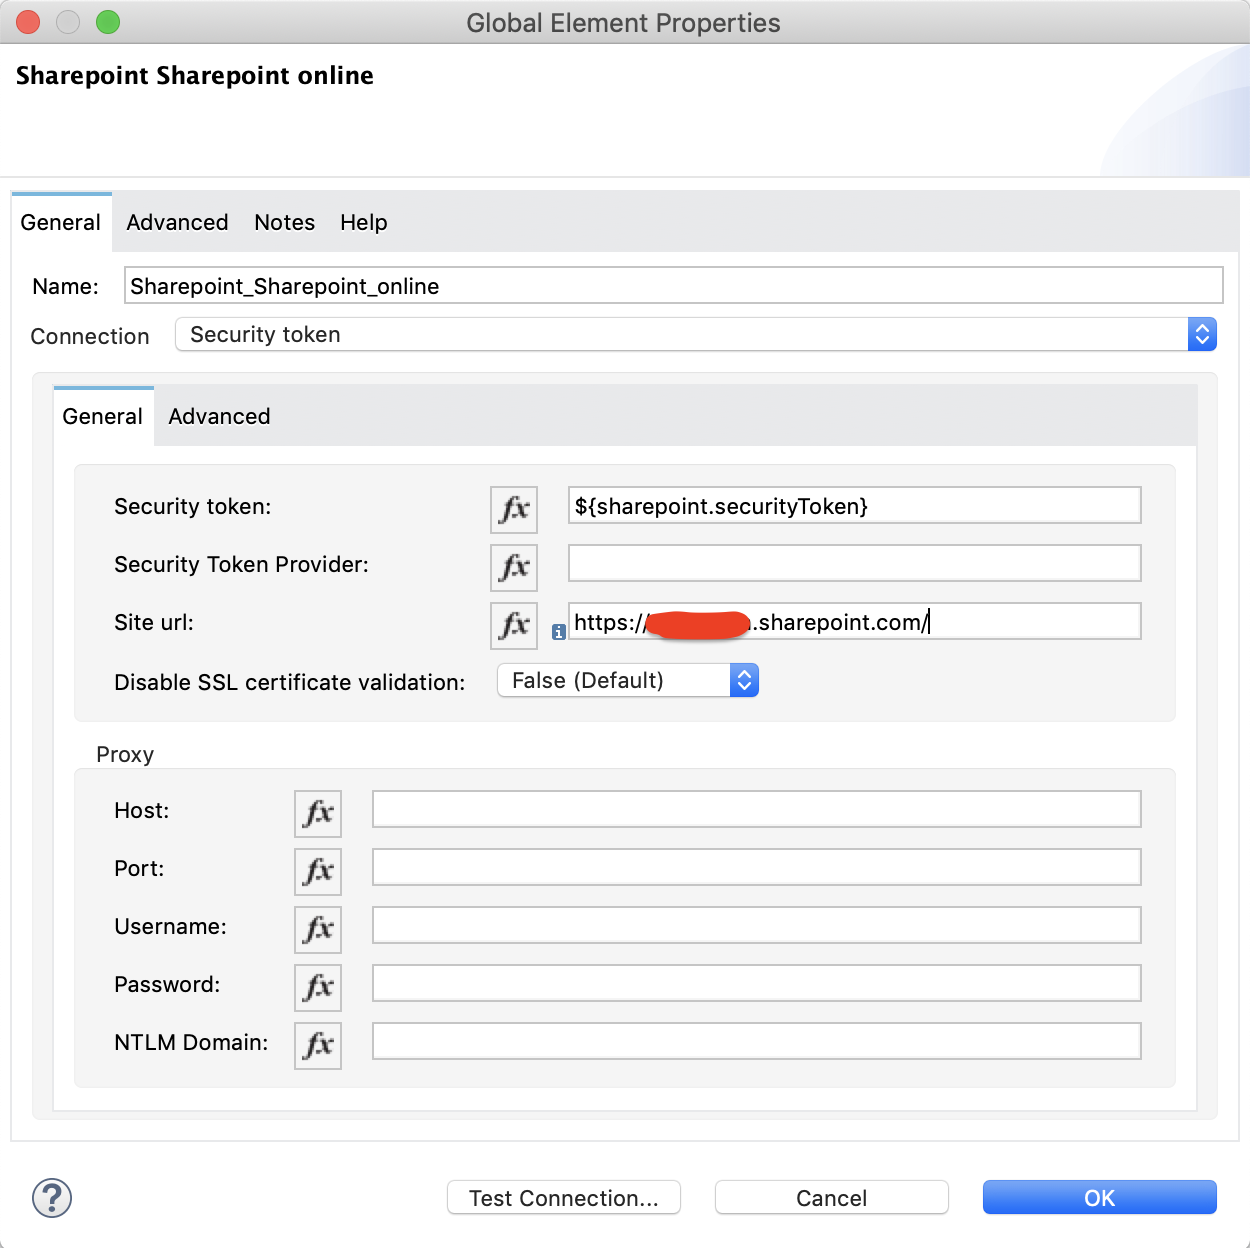 Global Element Properties
Sharepoint Sharepoint online
General Advanced Notes Help
Name: Sharepoint_Sharepoint_online
Connection Security token
General Advanced
Security token: fx ${sharepoint.securityToken}
Security Token Provider: fx
Site url: fx i https://.sharepoint.com/
Disable SSL certificate validation: False (Default)
Proxy
Host: fx
Port: fx
Username: fx
Password: fx
NTLM Domain: fx
? Test Connection... Cancel OK